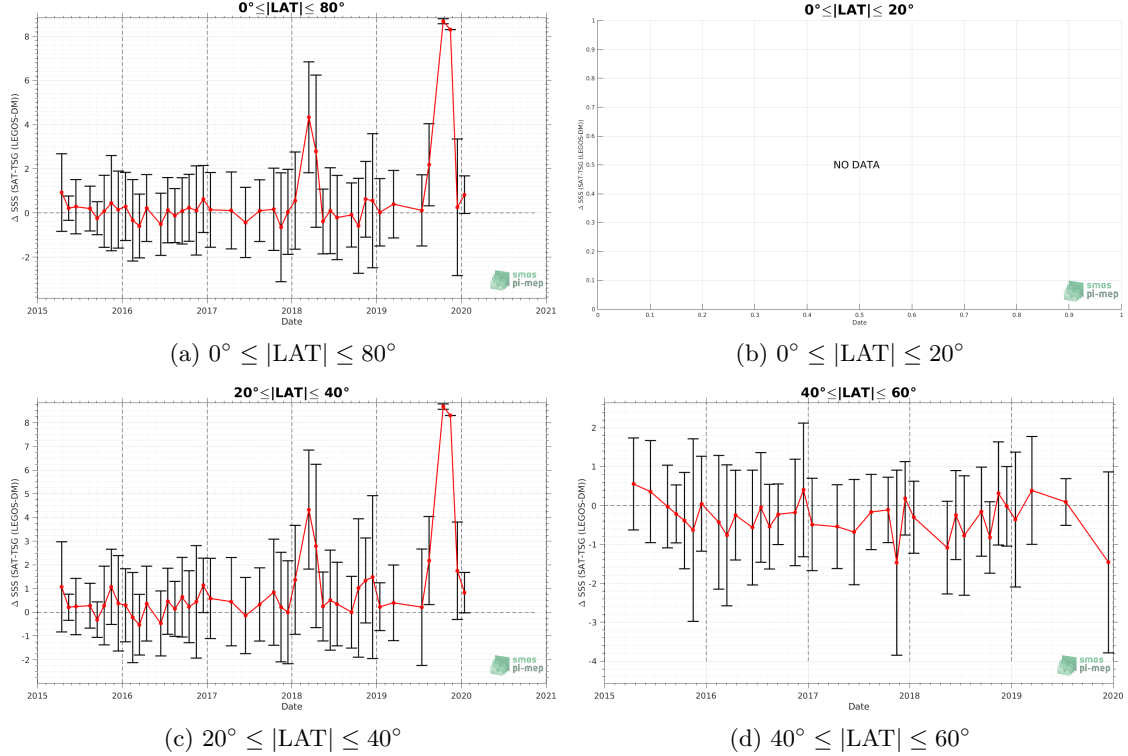 0°≤|LAT|≤ 80°
Δ SSS (SAT-TSG (LEGOS-DM))
8
6
4
2
0
-2
2015 2016 2017 2018 2019 2020 2021
Date
smos
pi-mep
(a) 0° ≤ |LAT| ≤ 80°
0°≤|LAT|≤ 20°
Δ SSS (SAT-TSG (LEGOS-DM))
1
0.9
0.8
0.7
0.6
0.5
0.4
0.3
0.2
0.1
0
NO DATA
0 0.1 0.2 0.3 0.4 0.5 0.6 0.7 0.8 0.9 1
Date
smos
pi-mep
(b) 0° ≤ |LAT| ≤ 20°
20°≤|LAT|≤ 40°
Δ SSS (SAT-TSG (LEGOS-DM))
8
7
6
5
4
3
2
1
0
-1
-2
2015 2016 2017 2018 2019 2020 2021
Date
smos
pi-mep
(c) 20° ≤ |LAT| ≤ 40°
40°≤|LAT|≤ 60°
Δ SSS (SAT-TSG (LEGOS-DM))
2
1
0
-1
-2
-3
-4
2015 2016 2017 2018 2019 2020
Date
smos
pi-mep
(d) 40° ≤ |LAT| ≤ 60°